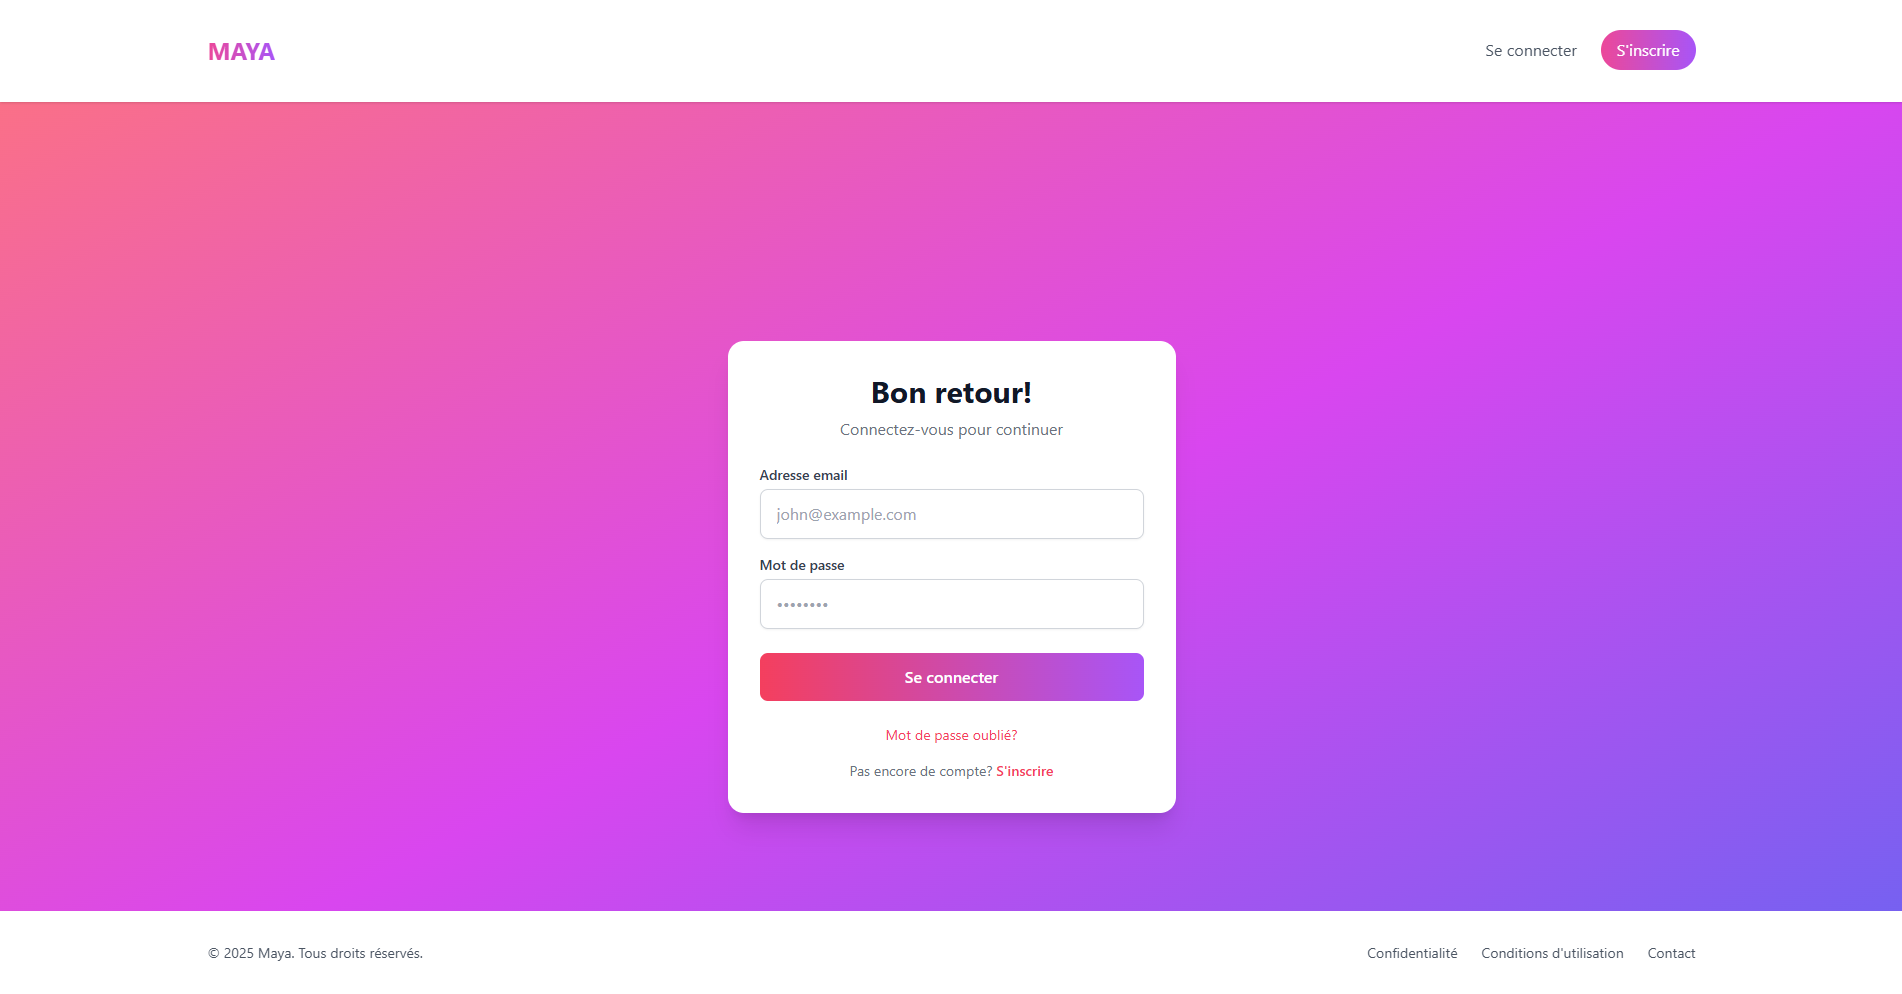 MAYA
Se connecter
S'inscrire
Bon retour!
Connectez-vous pour continuer
Adresse email
john@example.com
Mot de passe
••••••••
Se connecter
Mot de passe oublié?
Pas encore de compte? S'inscrire
© 2025 Maya. Tous droits réservés.
Confidentialité
Conditions d'utilisation
Contact